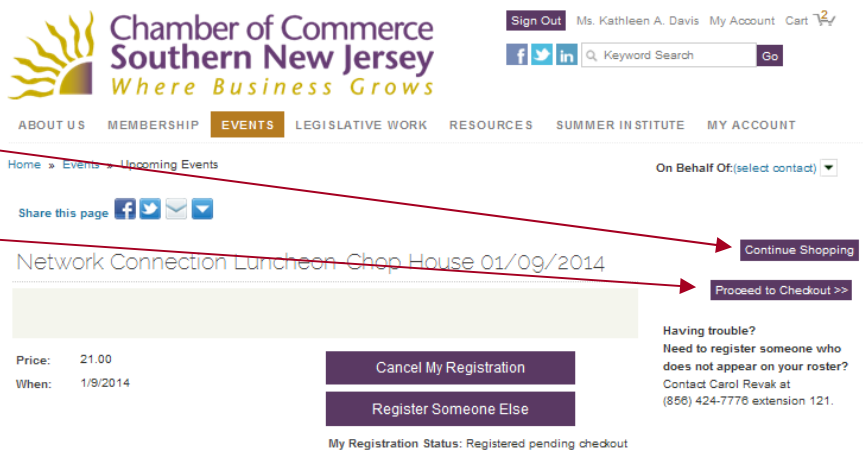 Chamber of Commerce
Southern New Jersey
Where Business Grows
Sign Out Ms. Kathleen A. Davis My Account Cart 2
Keyword Search Go
ABOUT US MEMBERSHIP EVENTS LEGISLATIVE WORK RESOURCES SUMMER INSTITUTE MY ACCOUNT
Home » Events » Upcoming Events
On Behalf Of:(select contact)
Share this page
Continue Shopping
Network Connection Luncheon-Chop House 01/09/2014
Proceed to Checkout >>
Having trouble?
Need to register someone who
does not appear on your roster?
Contact Carol Revak at
(856) 424-7776 extension 121.
Price: 21.00
When: 1/9/2014
Cancel My Registration
Register Someone Else
My Registration Status: Registered pending checkout